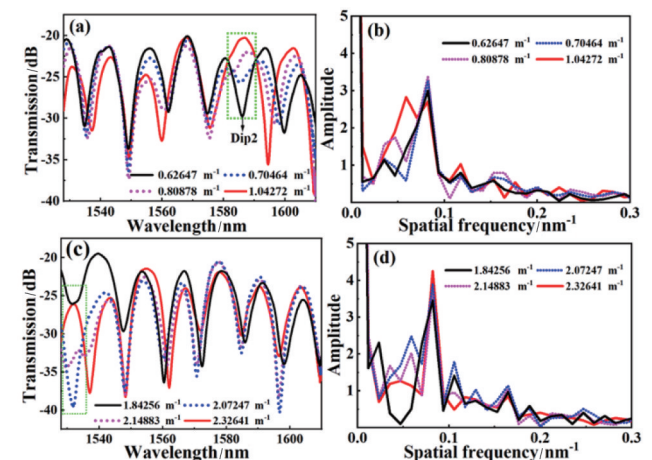 (a)
Transmission/dB
-20
-25
-30
-35
-40
Dip2
0.62647 m⁻¹ 0.70464 m⁻¹
0.80878 m⁻¹ 1.04272 m⁻¹
1540 1560 1580 1600
Wavelength/nm
(b)
Amplitude
5
4
3
2
1
0.62647 m⁻¹ 0.70464 m⁻¹
0.80878 m⁻¹ 1.04272 m⁻¹
0.0 0.1 0.2 0.3
Spatial frequency/nm⁻¹
(c)
Transmission/dB
-20
-25
-30
-35
-40
1.84256 m⁻¹ 2.07247 m⁻¹
2.14883 m⁻¹ 2.32641 m⁻¹
1540 1560 1580 1600
Wavelength/nm
(d)
Amplitude
5
4
3
2
1
0
1.84256 m⁻¹ 2.07247 m⁻¹
2.14883 m⁻¹ 2.32641 m⁻¹
0.0 0.1 0.2 0.3
Spatial frequency/nm⁻¹